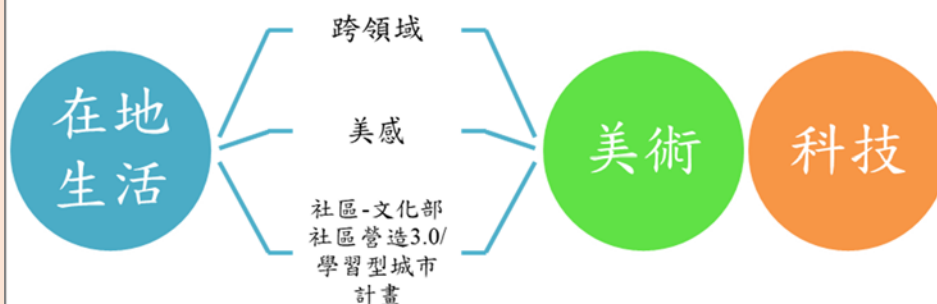 在地
生活
跨領域
美感
社區-文化部
社區營造3.0/
學習型城市
計畫
美術
科技